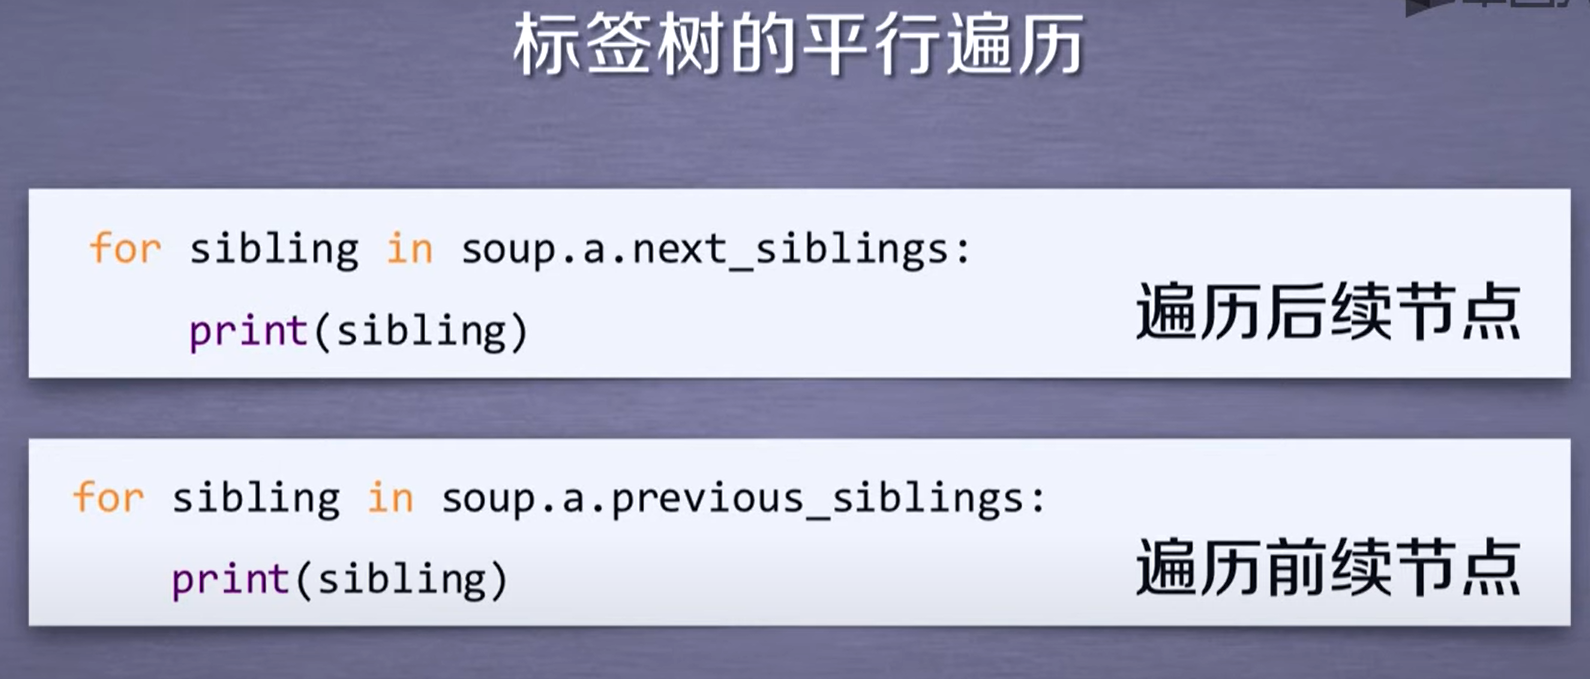 标签树的平行遍历
for sibling in soup.a.next_siblings:
print(sibling)
遍历后续节点
for sibling in soup.a.previous_siblings:
print(sibling)
遍历前续节点